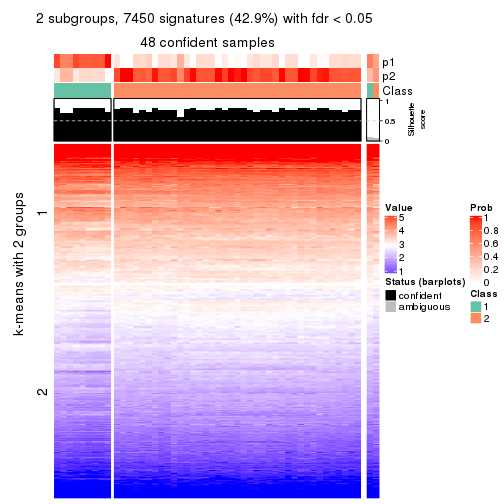 2 subgroups, 7450 signatures (42.9%) with fdr < 0.05
48 confident samples
p1
p2
Class
1
0.5
0
Silhouette
score
k-means with 2 groups
1
2
Value
5
4
3
2
1
Prob
1
0.8
0.6
0.4
0.2
0
Status (barplots)
confident
ambiguous
Class
1
2